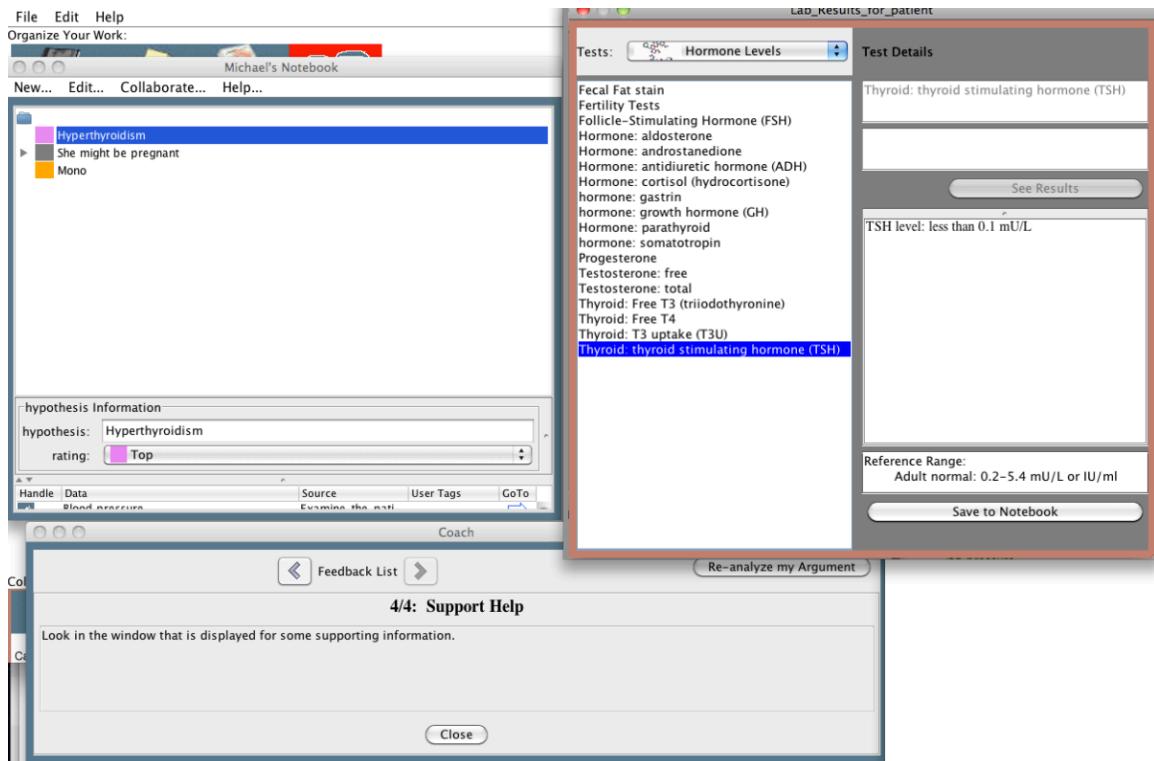 File Edit Help
Organize Your Work:
Michael's Notebook
New... Edit... Collaborate... Help...
Hyperthyroidism
She might be pregnant
Mono
hypothesis Information
hypothesis: Hyperthyroidism
rating: Top
Handle Data Source User Tags GoTo
Blood pressure Examine the pati
Lab_Results_for_patient
Tests: Hormone Levels
Fecal Fat stain
Fertility Tests
Follicle-Stimulating Hormone (FSH)
Hormone: aldosterone
Hormone: androstanedione
Hormone: antidiuretic hormone (ADH)
Hormone: cortisol (hydrocortisone)
hormone: gastrin
hormone: growth hormone (GH)
Hormone: parathyroid
hormone: somatotropin
Progesterone
Testosterone: free
Testosterone: total
Thyroid: Free T3 (triiodothyronine)
Thyroid: Free T4
Thyroid: T3 uptake (T3U)
Thyroid: thyroid stimulating hormone (TSH)
Test Details
Thyroid: thyroid stimulating hormone (TSH)
See Results
TSH level: less than 0.1 mU/L
Reference Range:
Adult normal: 0.2-5.4 mU/L or IU/ml
Save to Notebook
Coach
Feedback List
Re-analyze my Argument
4/4: Support Help
Look in the window that is displayed for some supporting information.
Close
Col
Ca